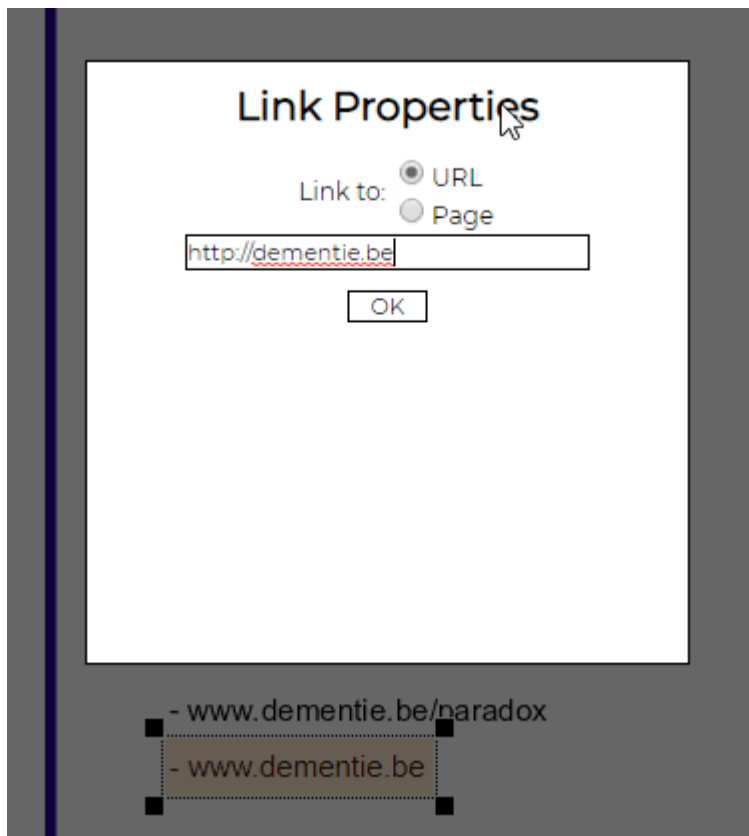 Link Properties
Link to:
URL
Page
http://dementie.be
OK
- www.dementie.be/paradox
- www.dementie.be